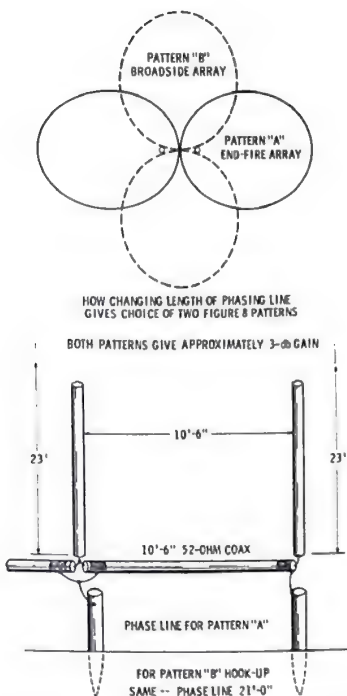 PATTERN "B"
BROADSIDE ARRAY
PATTERN "A"
END-FIRE ARRAY
HOW CHANGING LENGTH OF PHASING LINE
GIVES CHOICE OF TWO FIGURE 8 PATTERNS
BOTH PATTERNS GIVE APPROXIMATELY 3-db GAIN
10'-6"
23'
23'
10'-6" 52-OHM COAX
PHASE LINE FOR PATTERN "A"
FOR PATTERN "B" HOOK-UP
SAME -- PHASE LINE 21'-0"